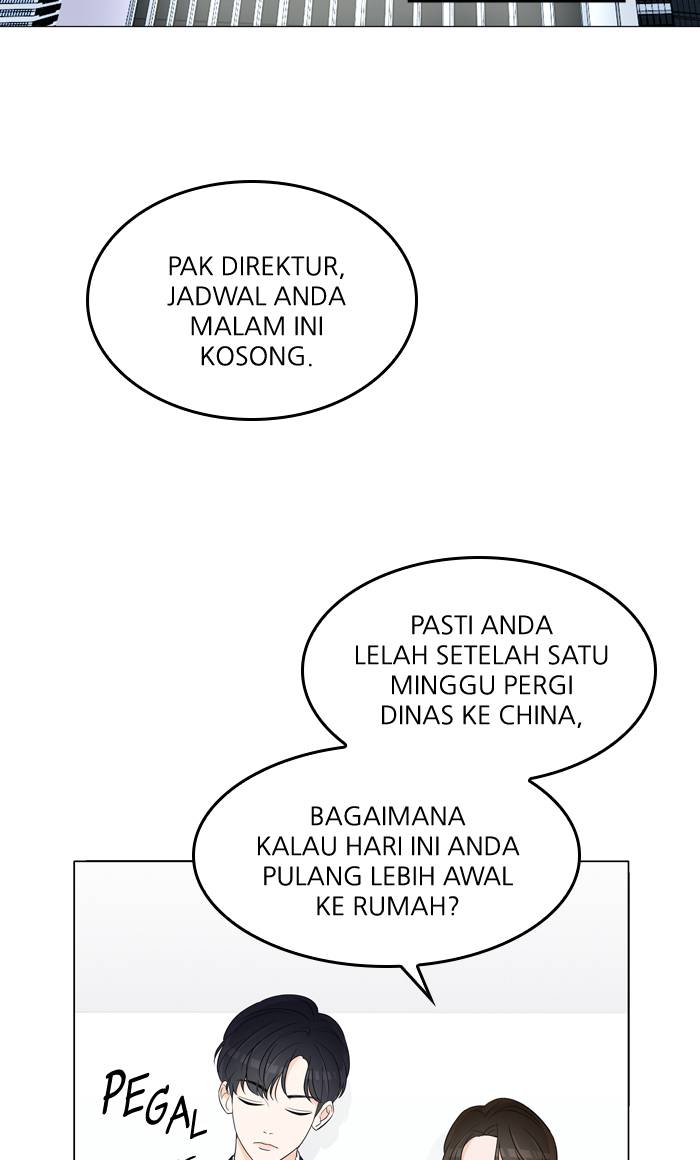 PAK DIREKTUR,
JADWAL ANDA
MALAM INI
KOSONG.
PASTI ANDA
LELAH SETELAH SATU
MINGGU PERGI
DINAS KE CHINA,
BAGAIMANA
KALAU HARI INI ANDA
PULANG LEBIH AWAL
KE RUMAH?
PEGAL